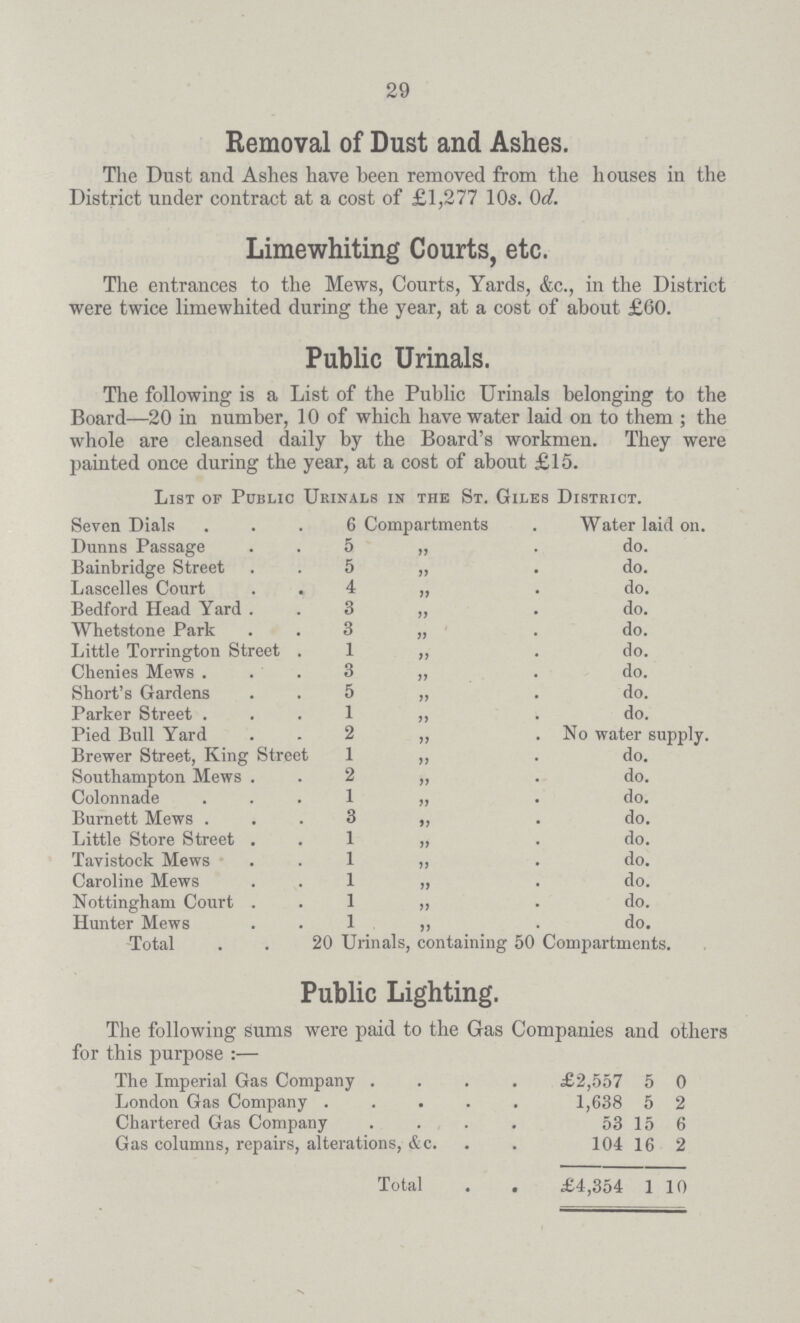 29
Removal of Dust and Ashes.
The Dust and Ashes have been removed from the houses in the
District under contract at a cost of £1,277 10s. 0d.
Limewhiting Courts, etc.
The entrances to the Mews, Courts, Yards, &c., in the District
were twice limewhited during the year, at a cost of about £60.
Public Urinals.
The following is a List of the Public Urinals belonging to the
Board—20 in number, 10 of which have water laid on to them ; the
whole are cleansed daily by the Board's workmen. They were
painted once during the year, at a cost of about £15.
List of Public Urinals in the St. Giles District.
Seven Dials . . . 6 Compartments . Water laid on.
Dunns Passage . . 5 „ . do.
Bainbridge Street . . 5 „ . do.
Lascelles Court . . 4 „ . do.
Bedford Head Yard . . 3 „ . do.
Whetstone Park . . 3 „ . do.
Little Torrington Street . 1 „ . do.
Chenies Mews . . . 3 „ . do.
Short's Gardens . . 5 „ . do.
Parker Street . . . 1 „ . do.
Pied Bull Yard . . 2 „ . No water supply.
Brewer Street, King Street 1 „ . do.
Southampton Mews . . 2 „ . do.
Colonnade . . . 1 „ . do.
Burnett Mews . . . 3 „ . do.
Little Store Street . . 1 „ . do.
Tavistock Mews . . 1 „ . do.
Caroline Mews . . 1 „ . do.
Nottingham Court . . 1 „ . do.
Hunter Mews . . 1 „ . do.
Total . . 20 Urinals, containing 50 Compartments.
Public Lighting.
The following sums were paid to the Gas Companies and others
for this purpose :—
The Imperial Gas Company . . . . £2,557 5 0
London Gas Company . . . . . 1,638 5 2
Chartered Gas Company . . . . 53 15 6
Gas columns, repairs, alterations, &c. . . 104 16 2
Total . . £4,354 1 10